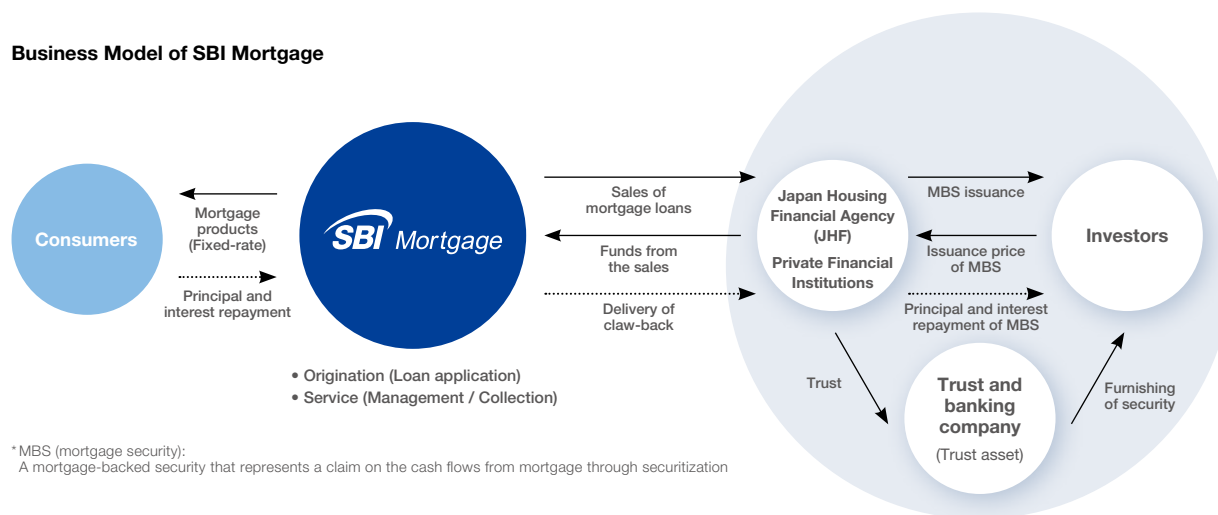 Business Model of SBI Mortgage
Consumers
Mortgage
products
(Fixed-rate)
Principal and
interest repayment
SBI Mortgage
• Origination (Loan application)
• Service (Management / Collection)
Sales of
mortgage loans
Funds from
the sales
Delivery of
claw-back
Japan Housing
Financial Agency
(JHF)
Private Financial
Institutions
MBS issuance
Issuance price
of MBS
Principal and interest
repayment of MBS
Investors
Trust
Trust and
banking
company
(Trust asset)
Furnishing
of security
* MBS (mortgage security):
A mortgage-backed security that represents a claim on the cash flows from mortgage through securitization